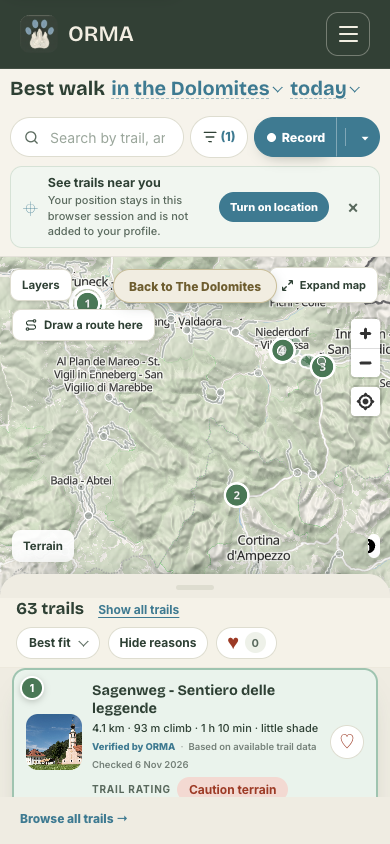 ORMA
Best walk in the Dolomites today
Search by trail, ar
(1)
Record
See trails near you
Your position stays in this
browser session and is not
added to your profile.
Turn on location
Layers
Back to The Dolomites
Expand map
1
Draw a route here
Valdaora
Niederdorf
3
Al Plan de Mareo - St.
Vigil in Enneberg - San
Vigilio di Marebbe
Badia - Abtei
2
Cortina
d'Ampezzo
Terrain
63 trails
Show all trails
Best fit
Hide reasons
0
1
Sagenweg - Sentiero delle
leggende
4.1 km · 93 m climb · 1 h 10 min · little shade
Verified by ORMA · Based on available trail data
Checked 6 Nov 2026
TRAIL RATING
Caution terrain
Browse all trails →